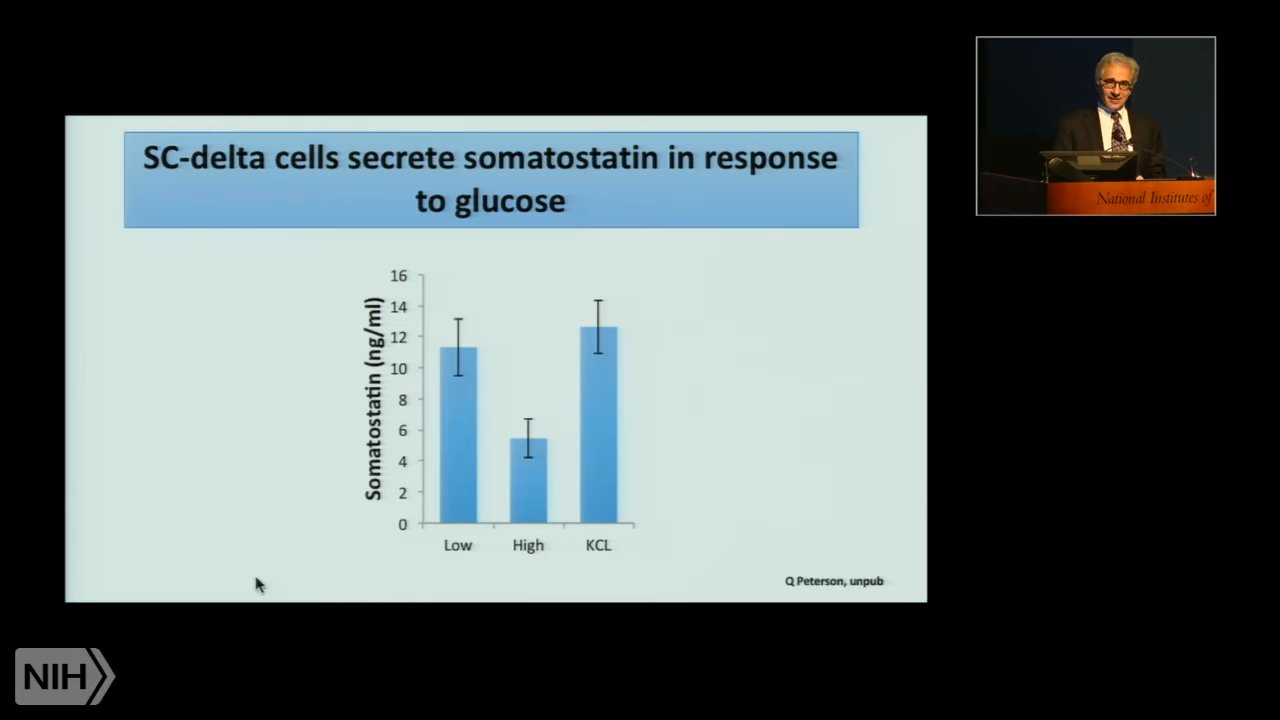 SC-delta cells secrete somatostatin in response
to glucose
Somatostatin (ng/ml)
16
14
12
10
8
6
4
2
0
Low
High
KCL
Q Peterson, unpub
National Institutes of
NIH